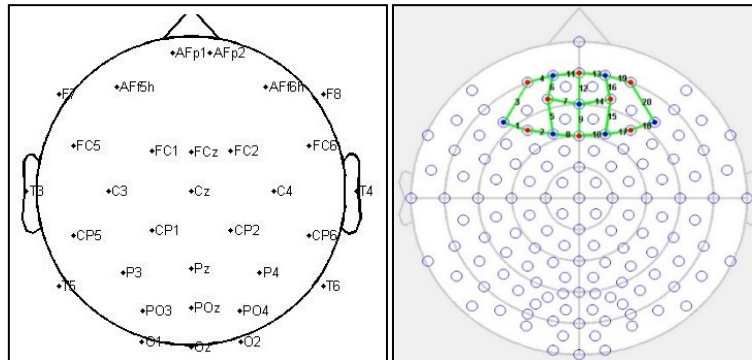 AFp1 AFp2
AFf5h AFf6h
F7 F8
FC5 FC1 FCz FC2 FC6
T3 C3 Cz C4 T4
CP5 CP1 CP2 CP6
P3 Pz P4
T5 T6
PO3 POz PO4
O1 Oz O2
4 11 13 19
3 6 12 16 20
7 14
5 9 15
1 2 8 10 17 18